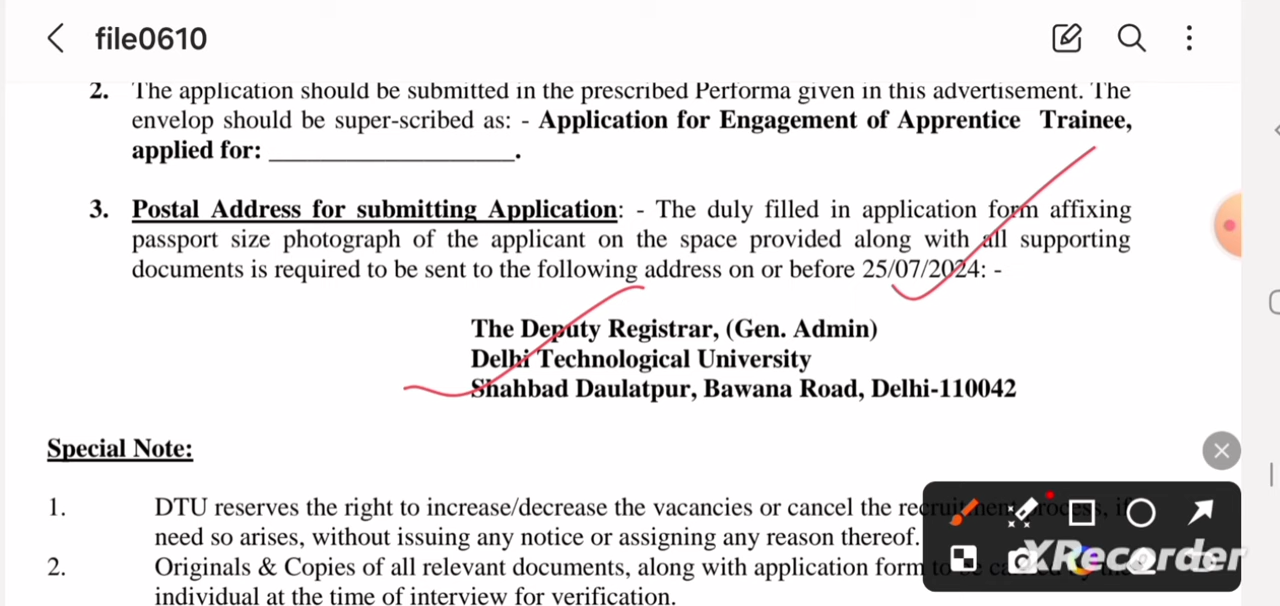 file0610
2. The application should be submitted in the prescribed Performa given in this advertisement. The
envelop should be super-scribed as: - Application for Engagement of Apprentice Trainee,
applied for: ____________________.
3. Postal Address for submitting Application: - The duly filled in application form affixing
passport size photograph of the applicant on the space provided along with all supporting
documents is required to be sent to the following address on or before 25/07/2024: -
The Deputy Registrar, (Gen. Admin)
Delhi Technological University
Shahbad Daulatpur, Bawana Road, Delhi-110042
Special Note:
1. DTU reserves the right to increase/decrease the vacancies or cancel the recruitment process, if
need so arises, without issuing any notice or assigning any reason thereof.
2. Originals & Copies of all relevant documents, along with application form to be
individual at the time of interview for verification.
XRecorder